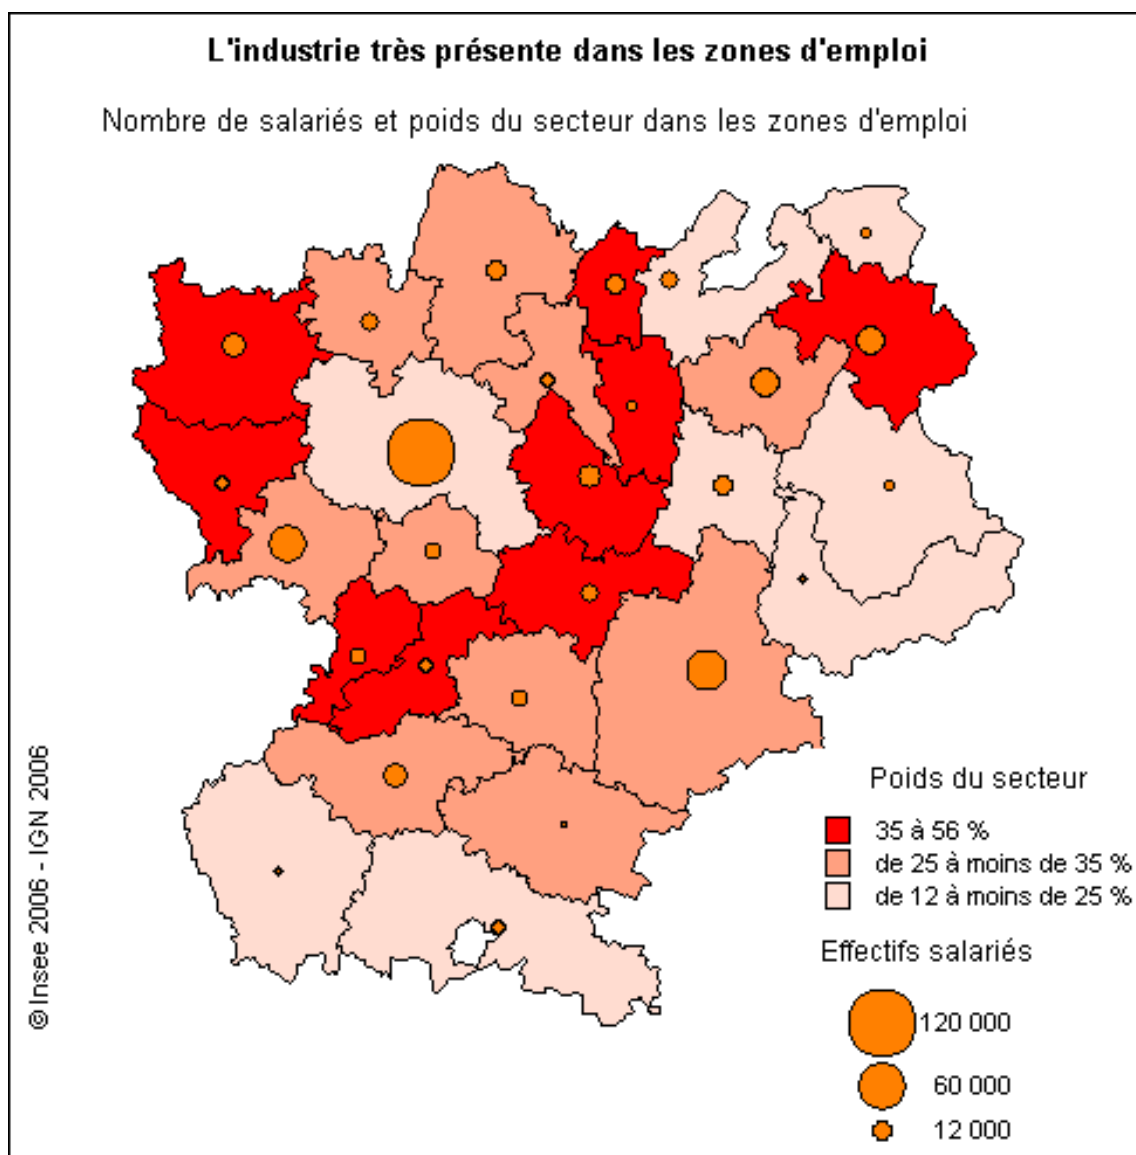 L'industrie très présente dans les zones d'emploi
Nombre de salariés et poids du secteur dans les zones d'emploi
© Insee 2006 - IGN 2006
Poids du secteur
35 à 56 %
de 25 à moins de 35 %
de 12 à moins de 25 %
Effectifs salariés
120 000
60 000
12 000